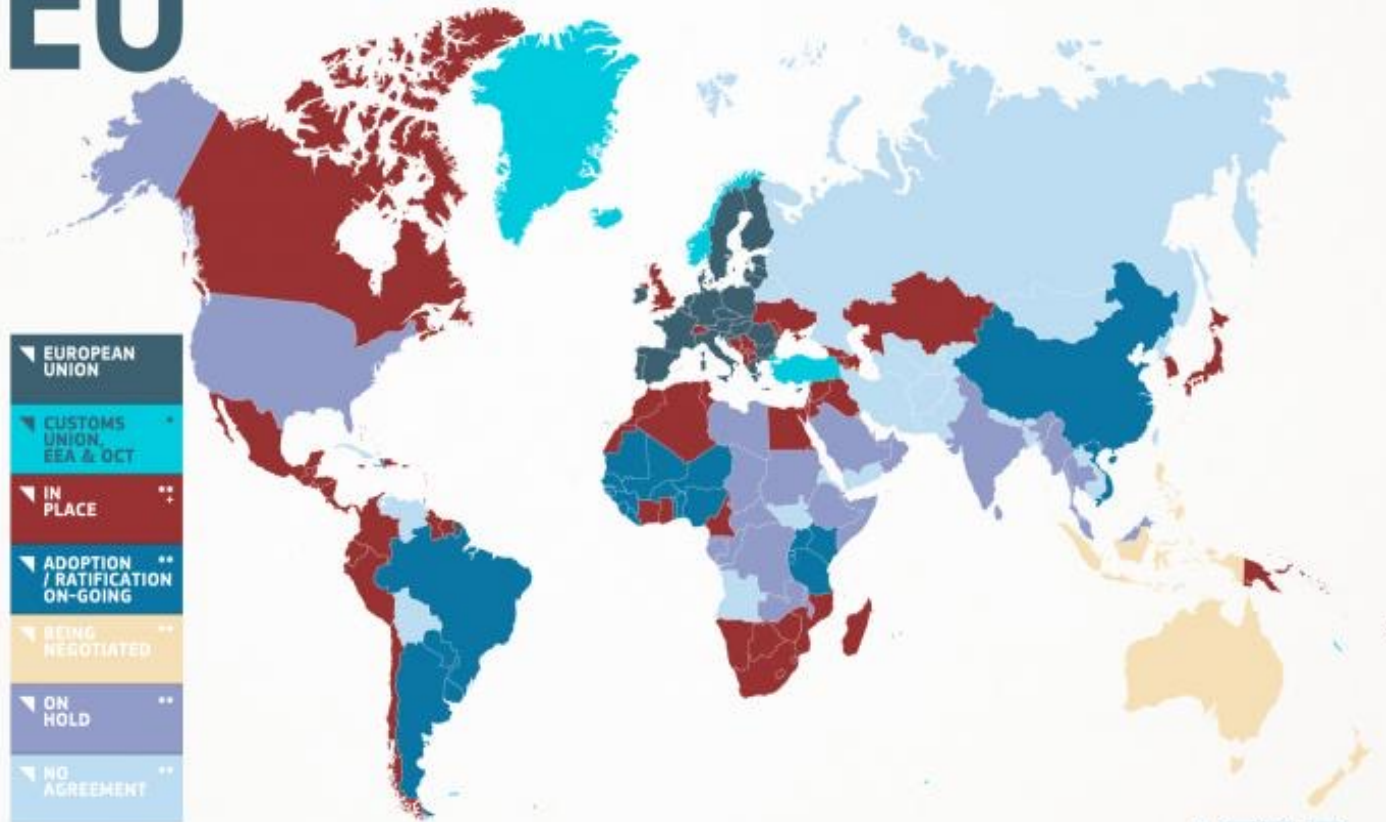 EU
EUROPEAN
UNION
CUSTOMS *
UNION,
EEA & OCT
IN **
PLACE +
ADOPTION **
/ RATIFICATION
ON-GOING
BEING **
NEGOTIATED
ON **
HOLD
NO **
AGREEMENT